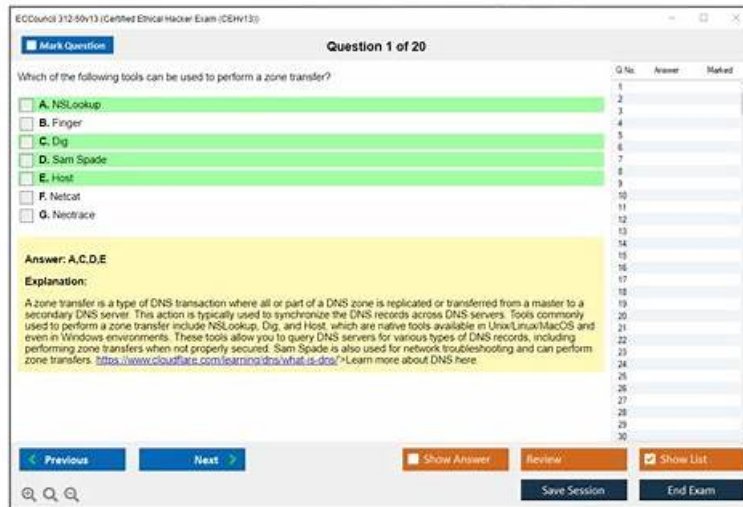 ECCouncil 312-50v13 (Certified Ethical Hacker Exam (CEHv13))
Mark Question
Question 1 of 20
Which of the following tools can be used to perform a zone transfer?
A. NSLookup
B. Finger
C. Dig
D. Sam Spade
E. Host
F. Netcat
G. Neotrace
Answer: A,C,D,E
Explanation:
A zone transfer is a type of DNS transaction where all or part of a DNS zone is replicated or transferred from a master to a
secondary DNS server. This action is typically used to synchronize the DNS records across DNS servers. Tools commonly
used to perform a zone transfer include NSLookup, Dig, and Host, which are native tools available in Unix/Linux/MacOS and
even in Windows environments. These tools allow you to query DNS servers for various types of DNS records, including
performing zone transfers when not properly secured. Sam Spade is also used for network troubleshooting and can perform
zone transfers. https://www.cloudflare.com/learning/dns/what-is-dns/">Learn more about DNS here
Q No. Answer Marked
1
2
3
4
5
6
7
8
9
10
11
12
13
14
15
16
17
18
19
20
21
22
23
24
25
26
27
28
29
30
Previous
Next
Show Answer
Review
Show List
Save Session
End Exam